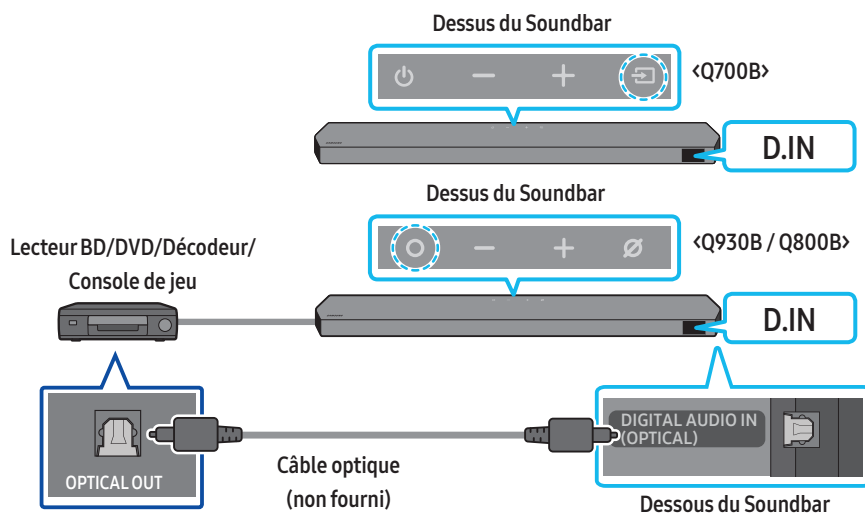 Dessus du Soundbar
<Q700B>
D.IN
Dessus du Soundbar
<Q930B / Q800B>
Lecteur BD/DVD/Décodeur/
Console de jeu
D.IN
OPTICAL OUT
Câble optique
(non fourni)
DIGITAL AUDIO IN
(OPTICAL)
Dessous du Soundbar